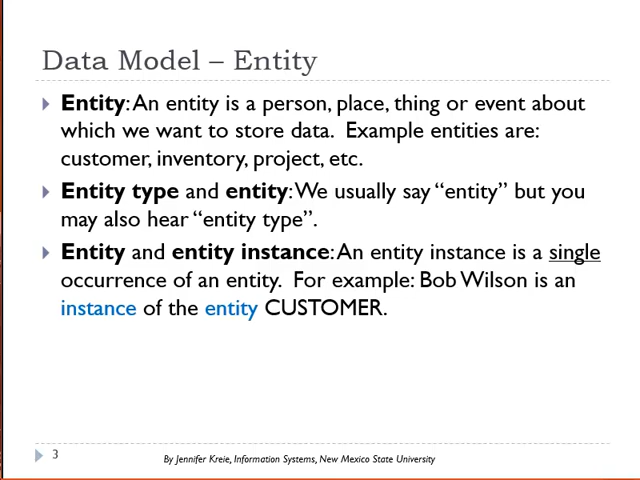 Data Model – Entity
Entity: An entity is a person, place, thing or event about
which we want to store data. Example entities are:
customer, inventory, project, etc.
Entity type and entity: We usually say “entity” but you
may also hear “entity type”.
Entity and entity instance: An entity instance is a single
occurrence of an entity. For example: Bob Wilson is an
instance of the entity CUSTOMER.
3
By Jennifer Kreie, Information Systems, New Mexico State University